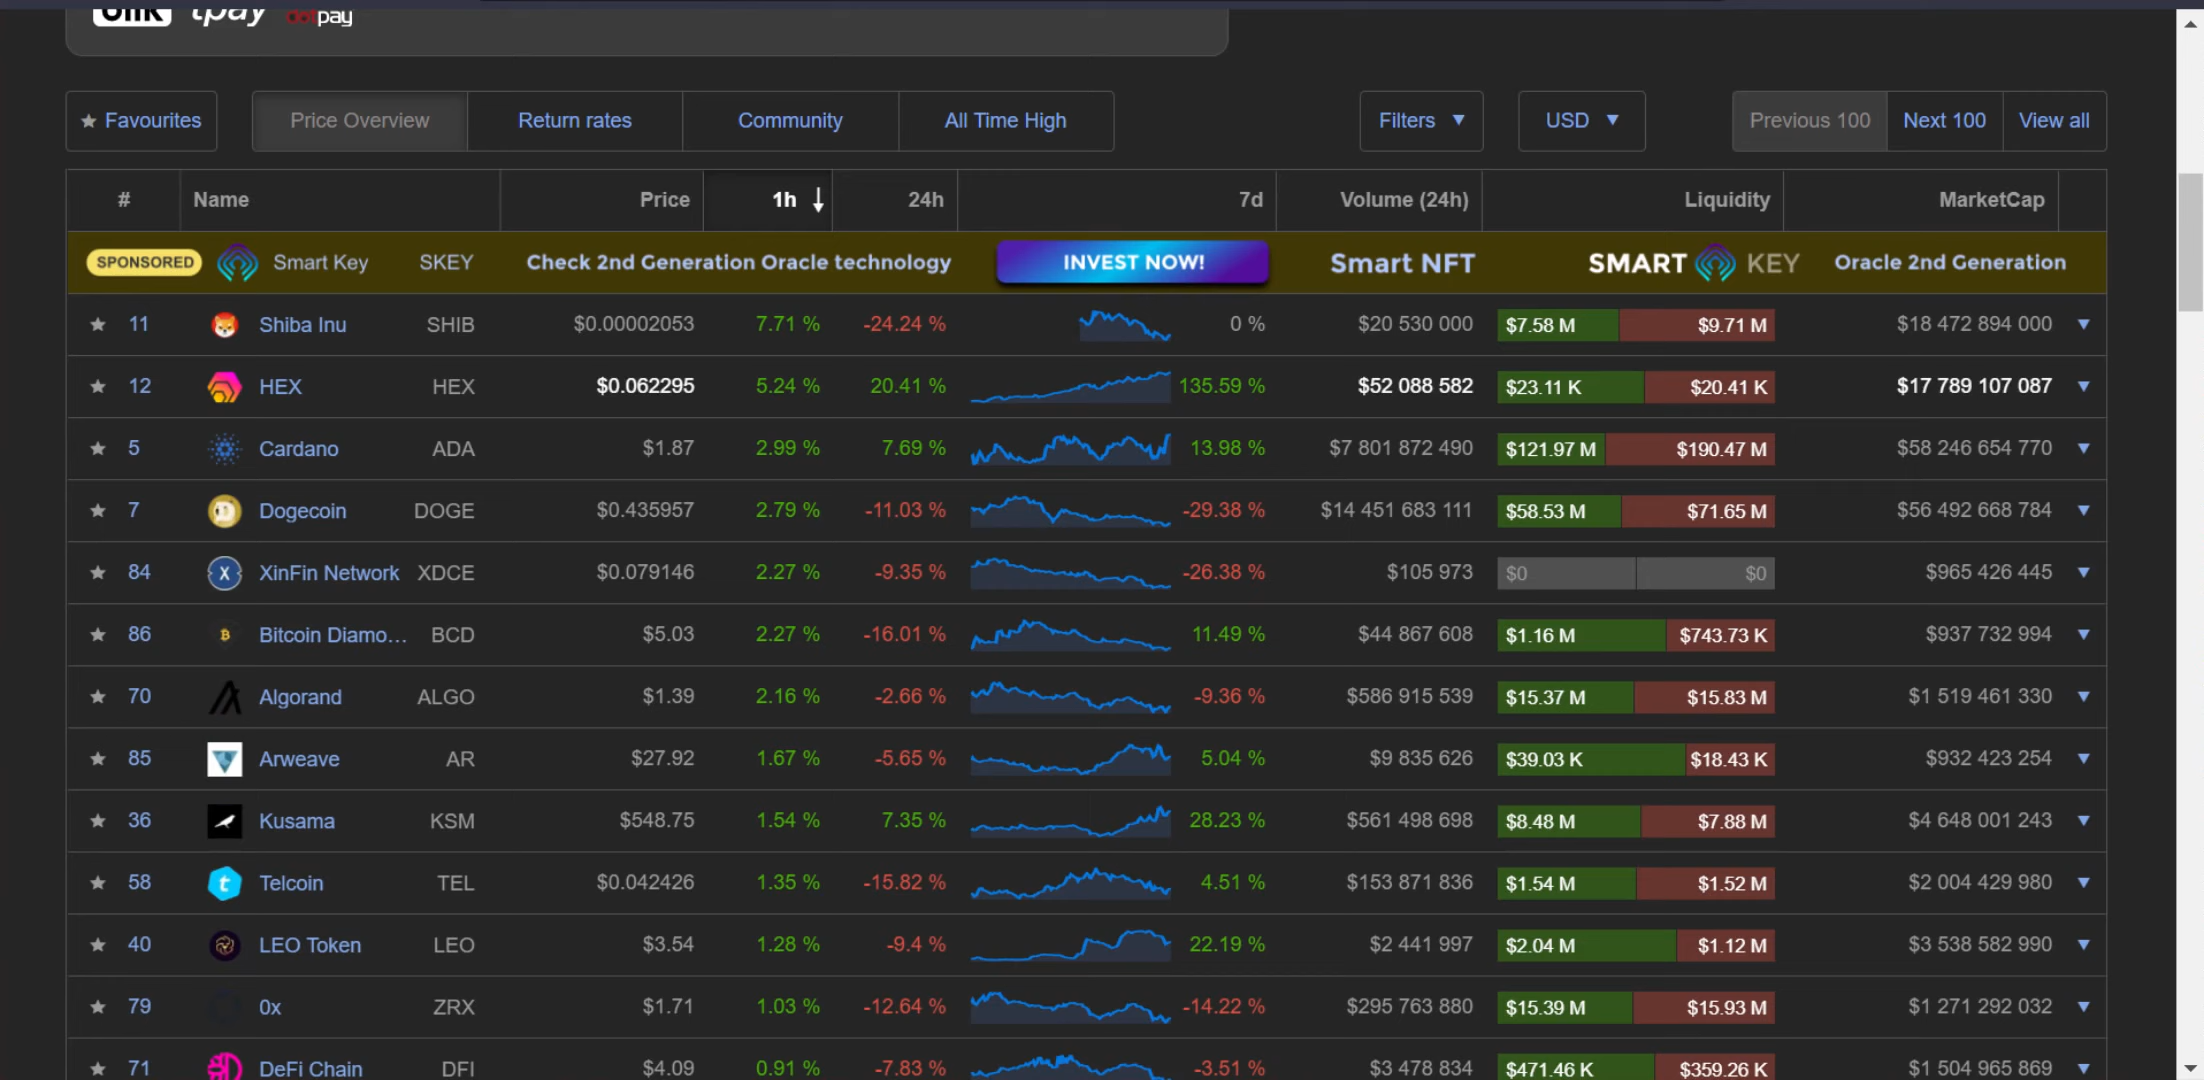 tpay dotpay
★ Favourites Price Overview Return rates Community All Time High Filters ▼ USD ▼ Previous 100 Next 100 View all
# Name Price 1h ↓ 24h 7d Volume (24h) Liquidity MarketCap
SPONSORED Smart Key SKEY Check 2nd Generation Oracle technology INVEST NOW! Smart NFT SMART KEY Oracle 2nd Generation
★ 11 Shiba Inu SHIB $0.00002053 7.71 % -24.24 % 0 % $20 530 000 $7.58 M $9.71 M $18 472 894 000 ▼
★ 12 HEX HEX $0.062295 5.24 % 20.41 % 135.59 % $52 088 582 $23.11 K $20.41 K $17 789 107 087 ▼
★ 5 Cardano ADA $1.87 2.99 % 7.69 % 13.98 % $7 801 872 490 $121.97 M $190.47 M $58 246 654 770 ▼
★ 7 Dogecoin DOGE $0.435957 2.79 % -11.03 % -29.38 % $14 451 683 111 $58.53 M $71.65 M $56 492 668 784 ▼
★ 84 XinFin Network XDCE $0.079146 2.27 % -9.35 % -26.38 % $105 973 $0 $0 $965 426 445 ▼
★ 86 Bitcoin Diamo... BCD $5.03 2.27 % -16.01 % 11.49 % $44 867 608 $1.16 M $743.73 K $937 732 994 ▼
★ 70 Algorand ALGO $1.39 2.16 % -2.66 % -9.36 % $586 915 539 $15.37 M $15.83 M $1 519 461 330 ▼
★ 85 Arweave AR $27.92 1.67 % -5.65 % 5.04 % $9 835 626 $39.03 K $18.43 K $932 423 254 ▼
★ 36 Kusama KSM $548.75 1.54 % 7.35 % 28.23 % $561 498 698 $8.48 M $7.88 M $4 648 001 243 ▼
★ 58 Telcoin TEL $0.042426 1.35 % -15.82 % 4.51 % $153 871 836 $1.54 M $1.52 M $2 004 429 980 ▼
★ 40 LEO Token LEO $3.54 1.28 % -9.4 % 22.19 % $2 441 997 $2.04 M $1.12 M $3 538 582 990 ▼
★ 79 0x ZRX $1.71 1.03 % -12.64 % -14.22 % $295 763 880 $15.39 M $15.93 M $1 271 292 032 ▼
★ 71 DeFi Chain DFI $4.09 0.91 % -7.83 % -3.51 % $3 478 834 $471.46 K $359.26 K $1 504 965 869 ▼